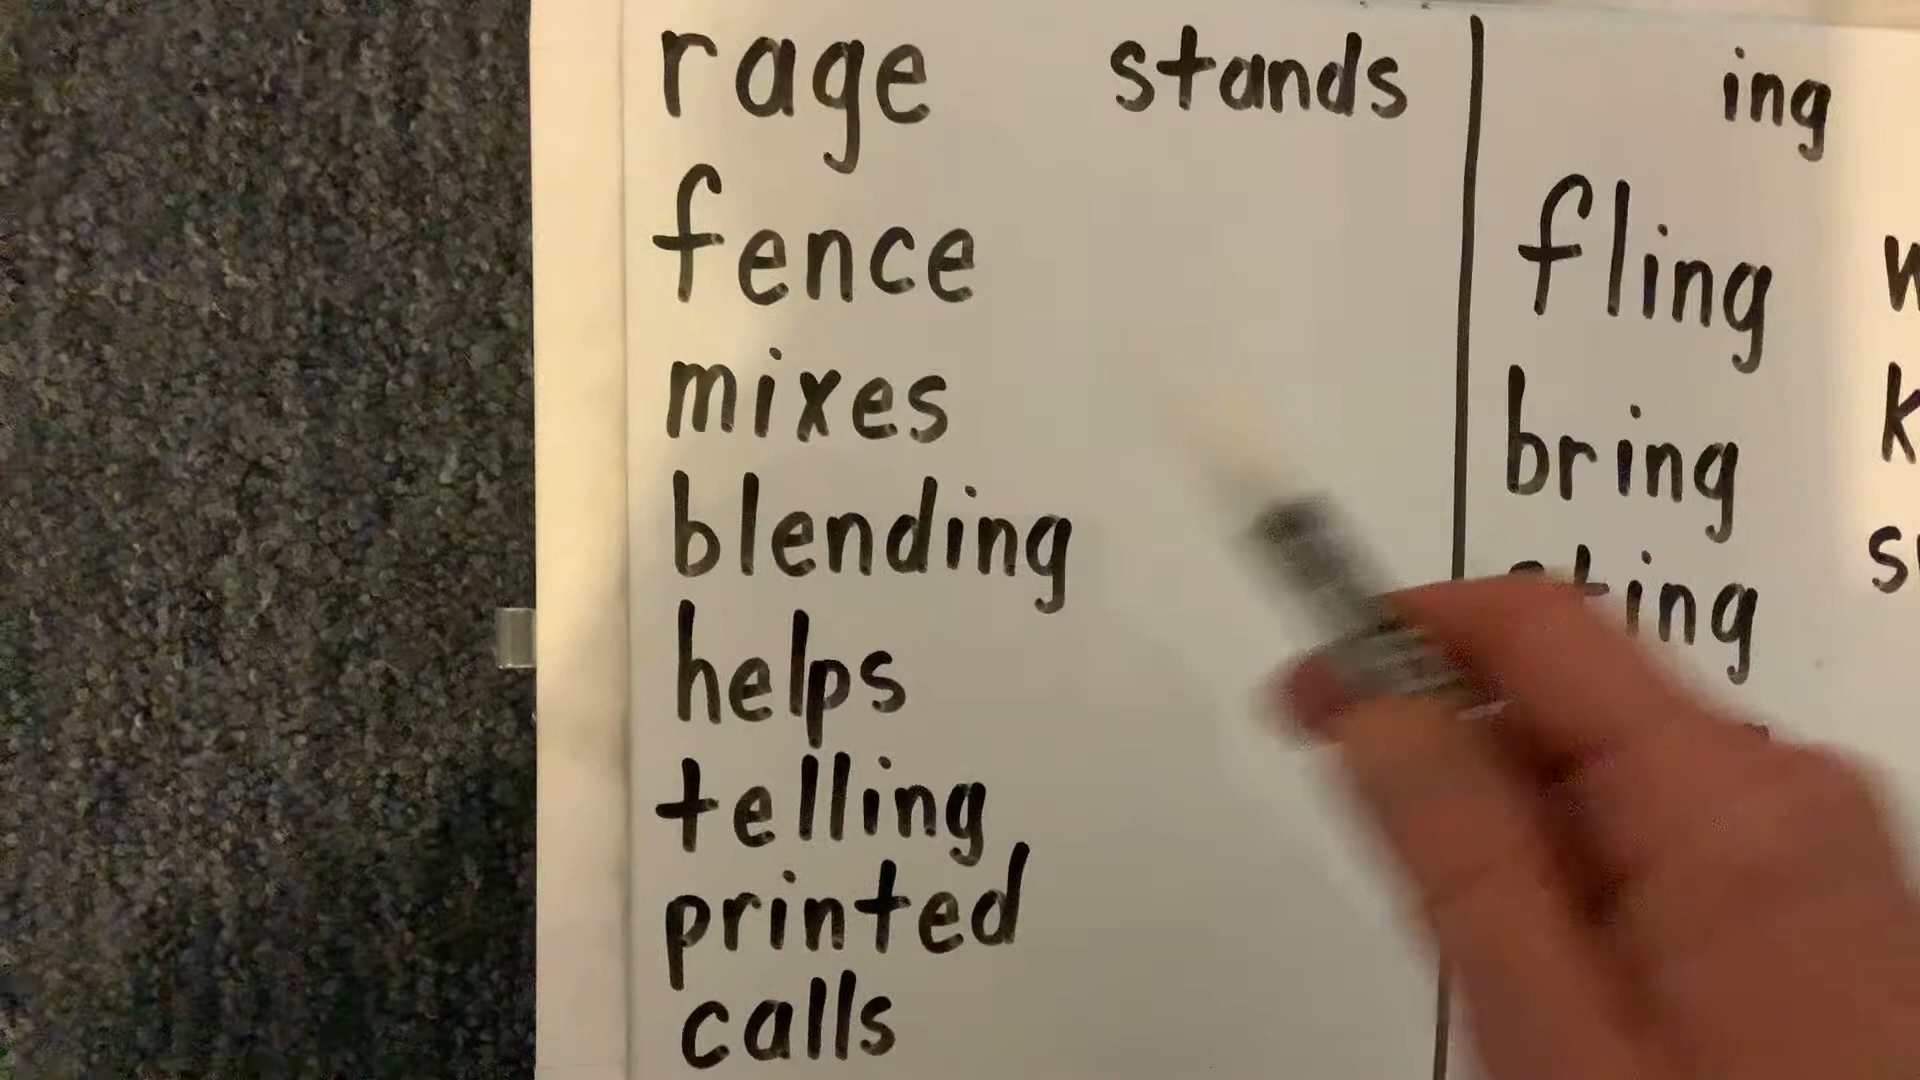 rage stands
fence
mixes
blending
helps
telling
printed
calls
ing
fling
bring